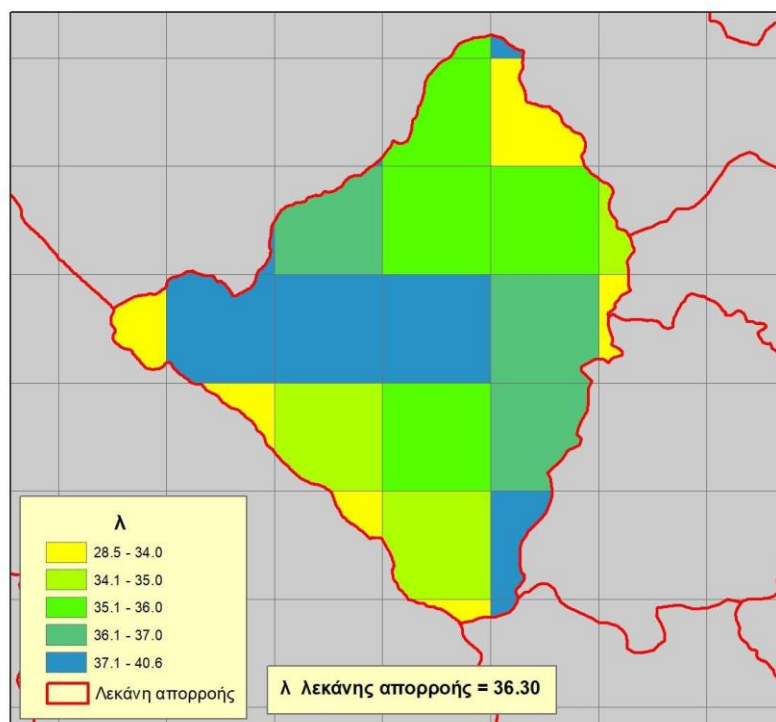 λ
28.5 - 34.0
34.1 - 35.0
35.1 - 36.0
36.1 - 37.0
37.1 - 40.6
Λεκάνη απορροής
λ λεκάνης απορροής = 36.30